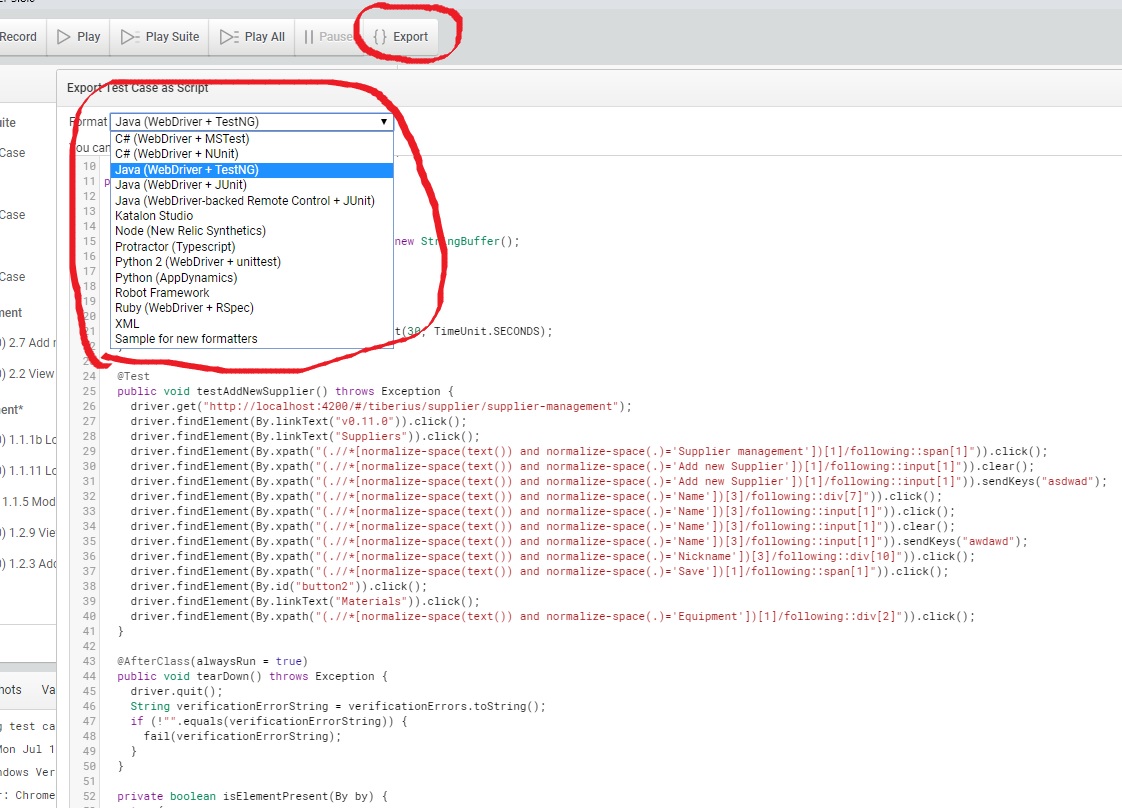 Record Play Play Suite Play All Pause {} Export
Export Test Case as Script
uite
Format Java (WebDriver + TestNG)
C# (WebDriver + MSTest)
Case
You can
C# (WebDriver + NUnit)
10
Java (WebDriver + TestNG)
11 p
Java (WebDriver + JUnit)
12
Java (WebDriver-backed Remote Control + JUnit)
13
Case
Katalon Studio
14
Node (New Relic Synthetics)
15 new StringBuffer();
Protractor (Typescript)
16
Python 2 (WebDriver + unittest)
17
Case
Python (AppDynamics)
18
Robot Framework
19
Ruby (WebDriver + RSpec)
ment
20
XML
21 t(30, TimeUnit.SECONDS);
Sample for new formatters
) 2.7 Add r
22 }
23
) 2.2 View
24 @Test
25 public void testAddNewSupplier() throws Exception {
26 driver.get("http://localhost:4200/#/tiberius/supplier/supplier-management");
ent*
27 driver.findElement(By.linkText("v0.11.0")).click();
28 driver.findElement(By.linkText("Suppliers")).click();
) 1.1.1b Lo
29 driver.findElement(By.xpath("(.//*[normalize-space(text()) and normalize-space(.)='Supplier management'])[1]/following::span[1]")).click();
30 driver.findElement(By.xpath("(.//*[normalize-space(text()) and normalize-space(.)='Add new Supplier'])[1]/following::input[1]")).clear();
) 1.1.11 Lo
31 driver.findElement(By.xpath("(.//*[normalize-space(text()) and normalize-space(.)='Add new Supplier'])[1]/following::input[1]")).sendKeys("asdwad");
32 driver.findElement(By.xpath("(.//*[normalize-space(text()) and normalize-space(.)='Name'])[3]/following::div[7]")).click();
1.1.5 Mod
33 driver.findElement(By.xpath("(.//*[normalize-space(text()) and normalize-space(.)='Name'])[3]/following::input[1]")).click();
34 driver.findElement(By.xpath("(.//*[normalize-space(text()) and normalize-space(.)='Name'])[3]/following::input[1]")).clear();
) 1.2.9 Vie
35 driver.findElement(By.xpath("(.//*[normalize-space(text()) and normalize-space(.)='Name'])[3]/following::input[1]")).sendKeys("awdawd");
36 driver.findElement(By.xpath("(.//*[normalize-space(text()) and normalize-space(.)='Nickname'])[3]/following::div[10]")).click();
) 1.2.3 Add
37 driver.findElement(By.xpath("(.//*[normalize-space(text()) and normalize-space(.)='Save'])[1]/following::span[1]")).click();
38 driver.findElement(By.id("button2")).click();
39 driver.findElement(By.linkText("Materials")).click();
40 driver.findElement(By.xpath("(.//*[normalize-space(text()) and normalize-space(.)='Equipment'])[1]/following::div[2]")).click();
41 }
42
43 @AfterClass(alwaysRun = true)
44 public void tearDown() throws Exception {
hots Va
45 driver.quit();
46 String verificationErrorString = verificationErrors.toString();
47 if (!"".equals(verificationErrorString)) {
g test ca
48 fail(verificationErrorString);
Mon Jul 1
49 }
50 }
ndows Ver
51
52 private boolean isElementPresent(By by) {
r: Chrome